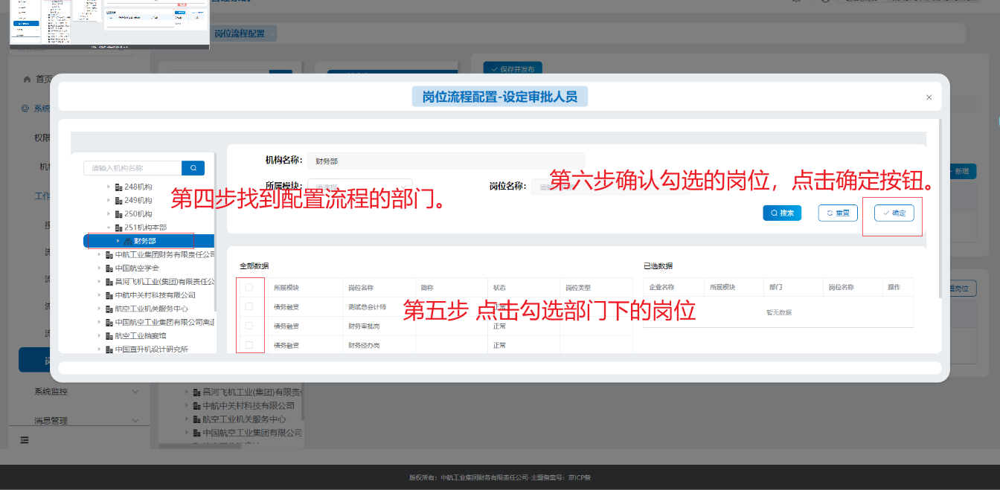 岗位流程配置
保存并发布
首页
岗位流程配置-设定审批人员
系统
权限
机构名称：
财务部
请输入机构名称
第六步确认勾选的岗位，点击确定按钮。
所属模块：
请选择
岗位名称：
新增
248机构
249机构
第四步找到配置流程的部门。
工作
250机构
搜索
重置
确定
251机构本部
财务部
中航工业集团财务有限责任公司
全部数据
已选数据
中国航空学会
昌河飞机工业(集团)有限责任公
所属模块
岗位名称
简称
状态
岗位类型
企业名称
所属模块
部门
岗位名称
操作
置岗位
中航中关村科技有限公司
债务融资
测试总会计师
正常
第五步 点击勾选部门下的岗位
暂无数据
航空工业机关服务中心
中国航空工业集团有限公司离退
债务融资
财务审批岗
正常
航空工业档案馆
债务融资
财务经办岗
正常
中国直升机设计研究所
系统监控
昌河飞机工业(集团)有限责
中航中关村科技有限公司
消息管理
航空工业机关服务中心
中国航空工业集团有限公司
版权所有：中航工业集团财务有限责任公司-主题备案号：京ICP备